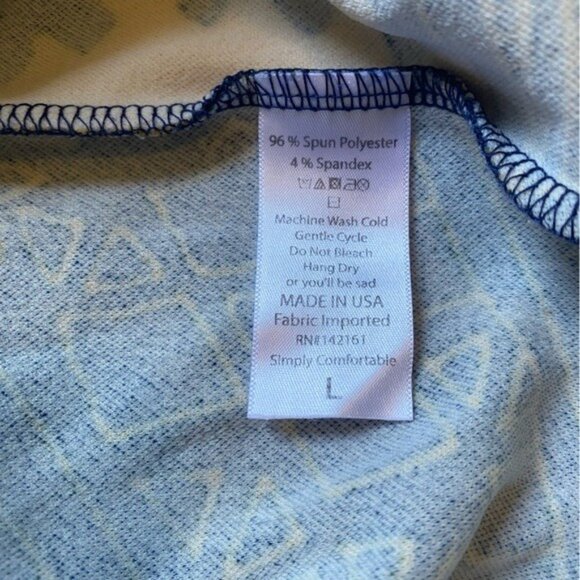 96 % Spun Polyester
4 % Spandex
Machine Wash Cold
Gentle Cycle
Do Not Bleach
Hang Dry
or you'll be sad
MADE IN USA
Fabric Imported
RN#142161
Simply Comfortable
L